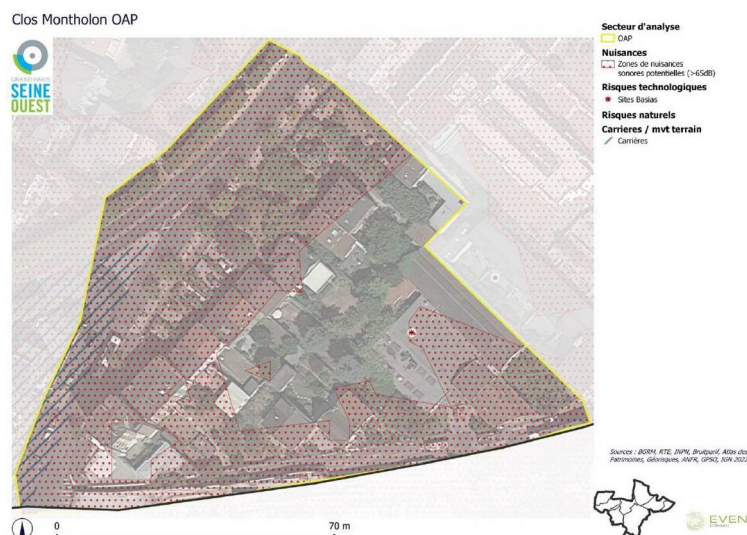 Clos Montholon OAP
GRAND PARIS
SEINE
OUEST
Secteur d'analyse
OAP
Nuisances
Zones de nuisances
sonores potentielles (>65dB)
Risques technologiques
Sites Basias
Risques naturels
Carrieres / mvt terrain
Carrières
Sources : BGRM, RTE, INPN, Bruitparif, Atlas des
Patrimoines, Géorisques, ANFR, GPSO, IGN 2022
0
70 m
EVEN